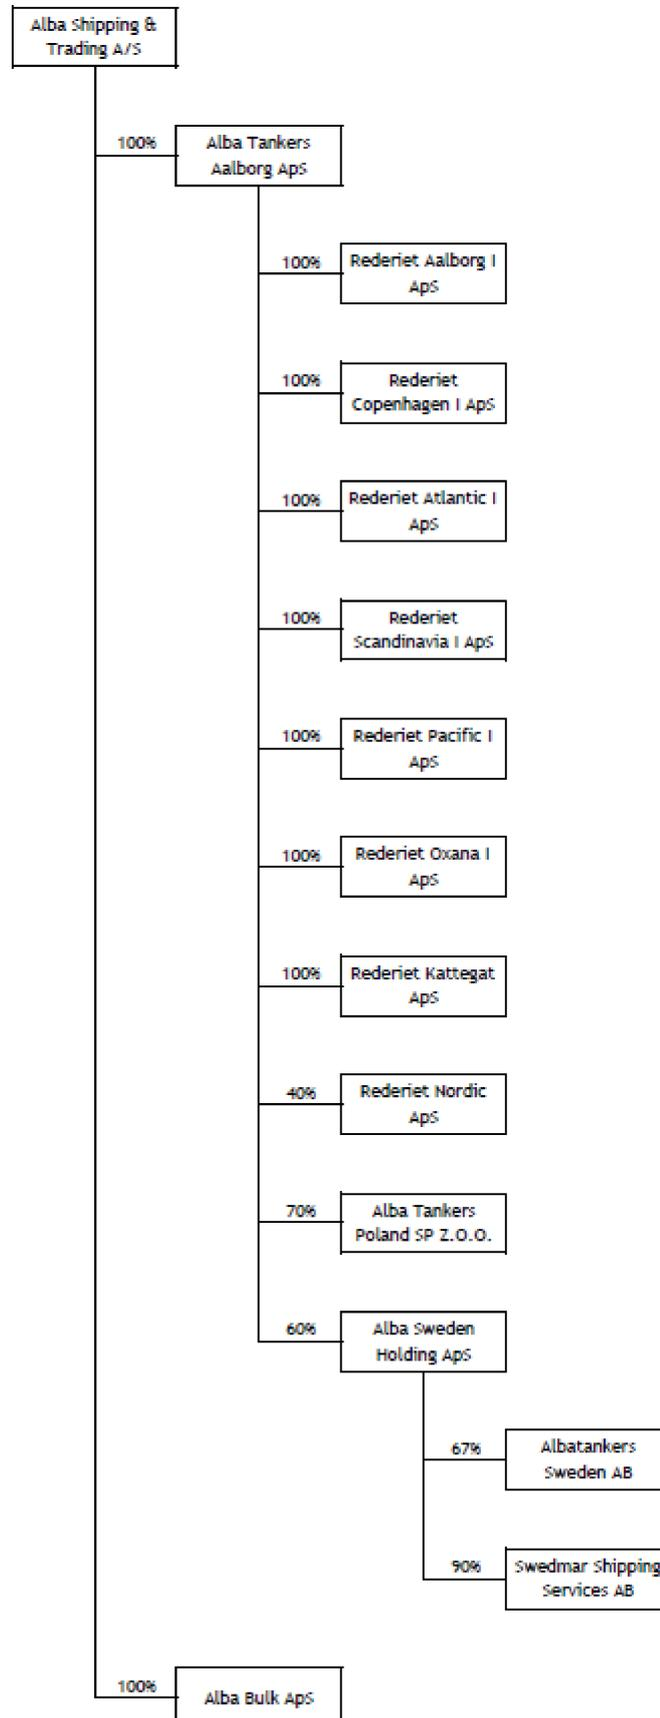 Alba Shipping &
Trading A/S
100%
Alba Tankers
Aalborg ApS
100%
Rederiet Aalborg I
ApS
100%
Rederiet
Copenhagen I ApS
100%
Rederiet Atlantic I
ApS
100%
Rederiet
Scandinavia I ApS
100%
Rederiet Pacific I
ApS
100%
Rederiet Oxana I
ApS
100%
Rederiet Kattegat
ApS
40%
Rederiet Nordic
ApS
70%
Alba Tankers
Poland SP Z.O.O.
60%
Alba Sweden
Holding ApS
67%
Albatankers
Sweden AB
90%
Swedmar Shipping
Services AB
100%
Alba Bulk ApS